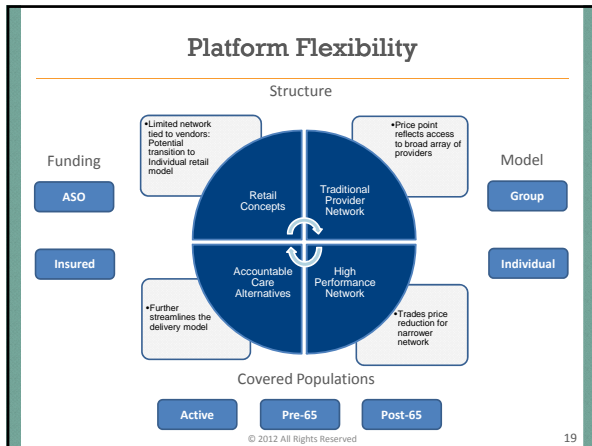 Platform Flexibility
Structure
•Limited network
tied to vendors:
Potential
transition to
Individual retail
model
•Price point
reflects access
to broad array of
providers
Funding
Model
ASO
Group
Insured
Individual
Retail
Concepts
Traditional
Provider
Network
Accountable
Care
Alternatives
High
Performance
Network
•Further
streamlines the
delivery model
•Trades price
reduction for
narrower
network
Covered Populations
Active
Pre-65
Post-65
© 2012 All Rights Reserved
19